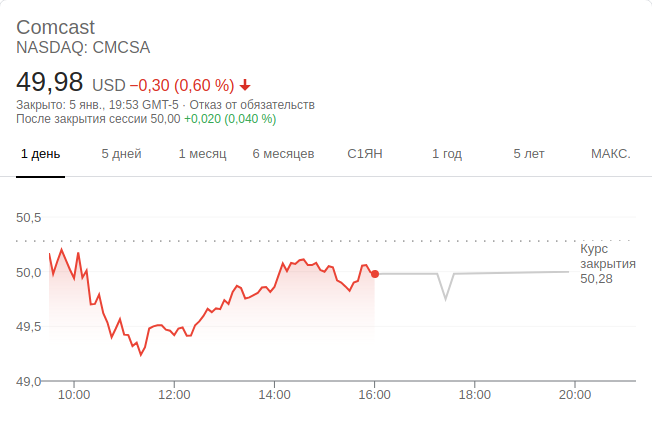 Comcast
NASDAQ: CMCSA
49,98 USD −0,30 (0,60 %)
Закрыто: 5 янв., 19:53 GMT-5 · Отказ от обязательств
После закрытия сессии 50,00 +0,020 (0,040 %)
1 день 5 дней 1 месяц 6 месяцев С1ЯН 1 год 5 лет МАКС.
50,5
Курс
закрытия
50,28
50,0
49,5
49,0
10:00 12:00 14:00 16:00 18:00 20:00